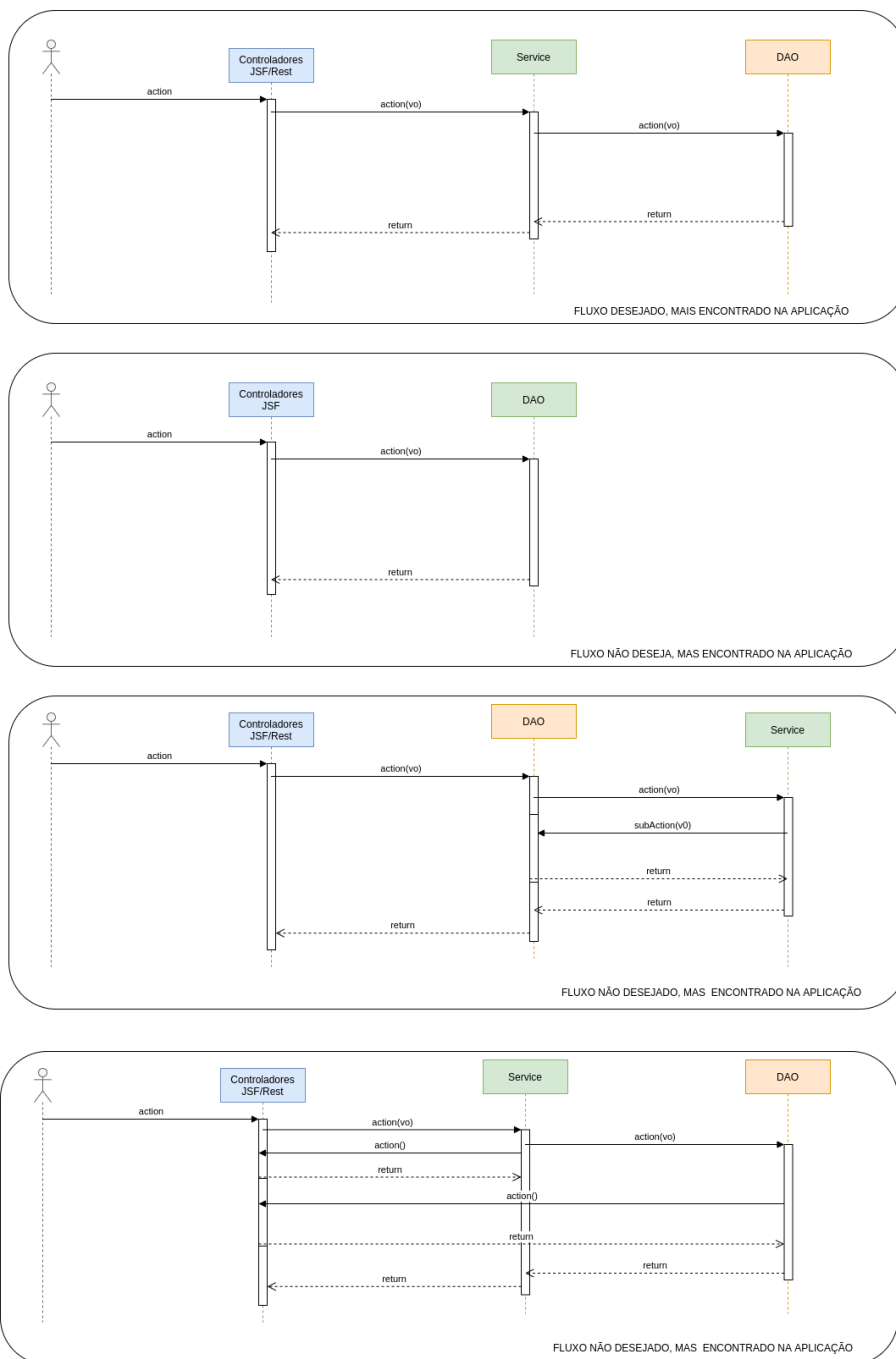 Controladores
JSF/Rest
Service
DAO
action
action(vo)
action(vo)
return
return
FLUXO DESEJADO, MAIS ENCONTRADO NA APLICAÇÃO
Controladores
JSF
DAO
action
action(vo)
return
FLUXO NÃO DESEJA, MAS ENCONTRADO NA APLICAÇÃO
Controladores
JSF/Rest
DAO
Service
action
action(vo)
action(vo)
subAction(v0)
return
return
return
FLUXO NÃO DESEJADO, MAS  ENCONTRADO NA APLICAÇÃO
Controladores
JSF/Rest
Service
DAO
action
action(vo)
action(vo)
action()
return
action()
return
return
return
FLUXO NÃO DESEJADO, MAS  ENCONTRADO NA APLICAÇÃO